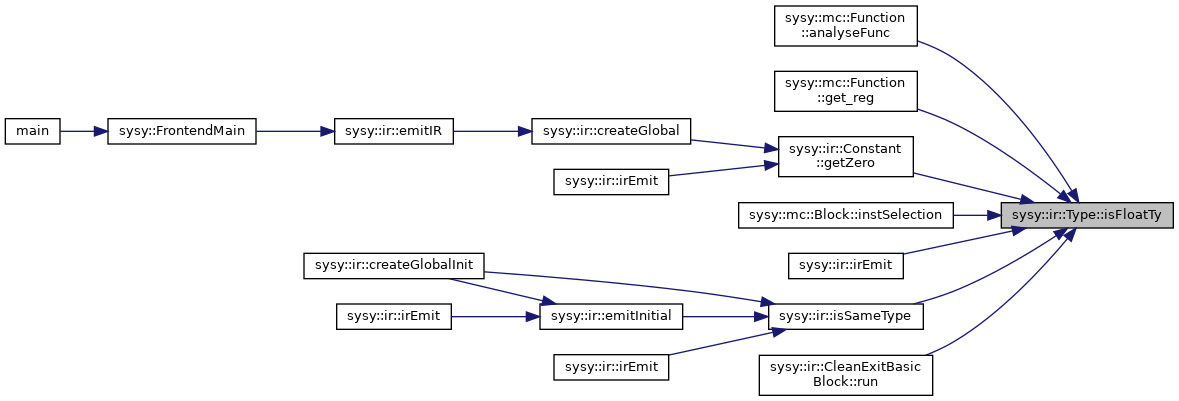 sysy::mc::Function
::analyseFunc
sysy::mc::Function
::get_reg
main
sysy::FrontendMain
sysy::ir::emitIR
sysy::ir::createGlobal
sysy::ir::Constant
::getZero
sysy::ir::irEmit
sysy::mc::Block::instSelection
sysy::ir::Type::isFloatTy
sysy::ir::irEmit
sysy::ir::createGlobalInit
sysy::ir::irEmit
sysy::ir::emitInitial
sysy::ir::isSameType
sysy::ir::irEmit
sysy::ir::CleanExitBasic
Block::run